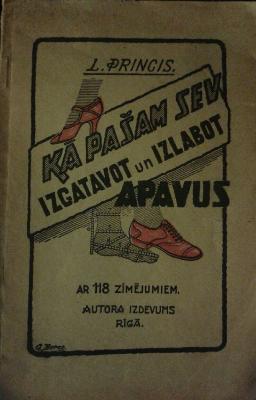 L. PRINCIS.
KĀ PAŠAM SEV
IZGATAVOT un IZLABOT
APAVUS
AR 118 ZĪMĒJUMIEM.
AUTORA IZDEVUMS
RĪGĀ.